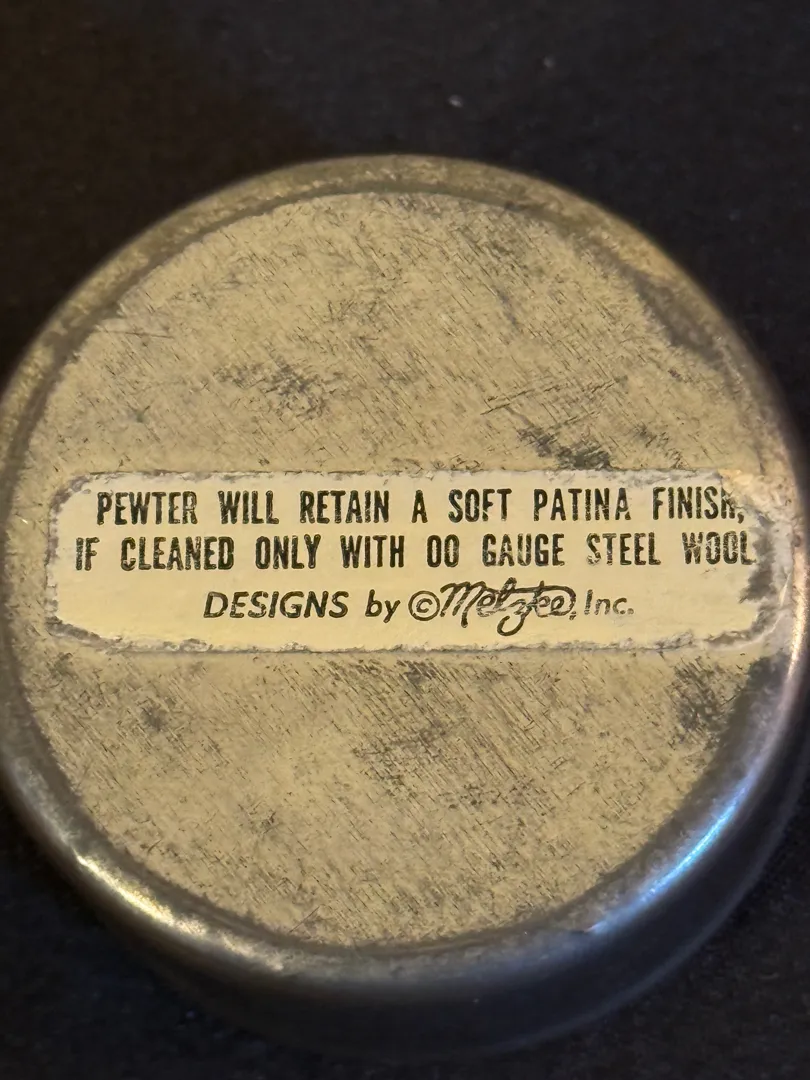 PEWTER WILL RETAIN A SOFT PATINA FINISH,
IF CLEANED ONLY WITH 00 GAUGE STEEL WOOL
DESIGNS by © Metzke, Inc.